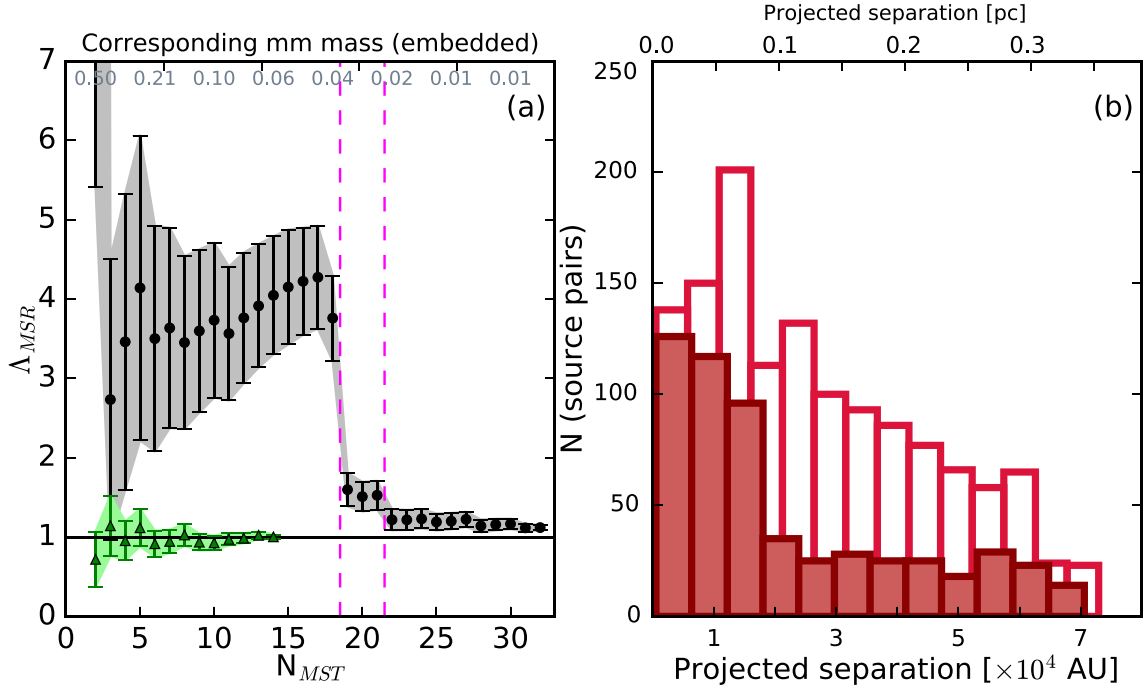 Corresponding mm mass (embedded)
0.50 0.21 0.10 0.06 0.04 0.02 0.01 0.01
(a)
7
6
5
4
3
2
1
0
Λ_MSR
0 5 10 15 20 25 30
N_MST
Projected separation [pc]
0.0 0.1 0.2 0.3
(b)
250
200
150
100
50
0
N (source pairs)
1 3 5 7
Projected separation [×10⁴ AU]